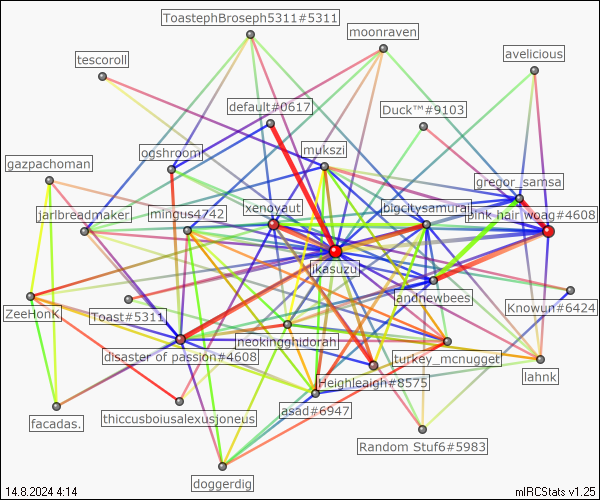 ToastephBroseph5311#5311
moonraven
avelicious
tescoroll
default#0617
Duck™#9103
ogshroom
mukszi
gazpachoman
gregor_samsa
jarlbreadmaker
mingus4742
xenoyaut
bigcitysamurai
pink hair woag#4608
ikasuzu
andnewbees
ZeeHonK
Toast#5311
Knowun#6424
neokingghidorah
disaster of passion#4608
turkey_mcnugget
lahnk
Heighleaigh#8575
facadas.
thiccusboiusalexusjoneus
asad#6947
Random Stuf6#5983
doggerdig
14.8.2024 4:14
mIRCStats v1.25